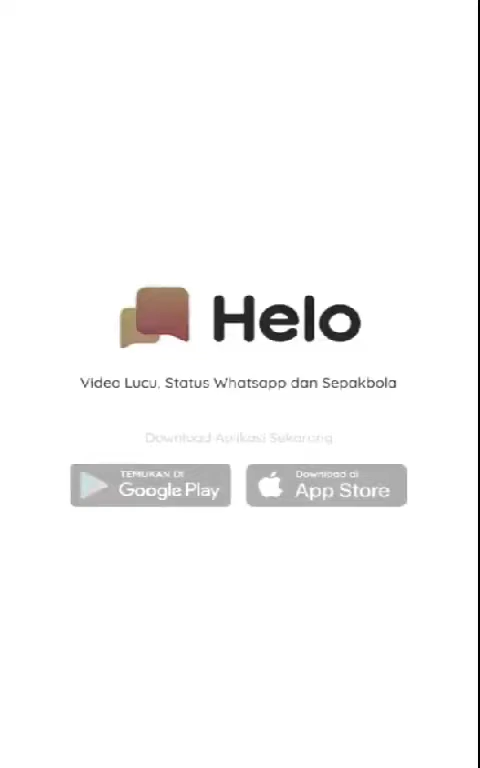 Helo
Video Lucu, Status Whatsapp dan Sepakbola
Download Aplikasi Sekarang
TEMUKAN DI
Google Play
Download di
App Store